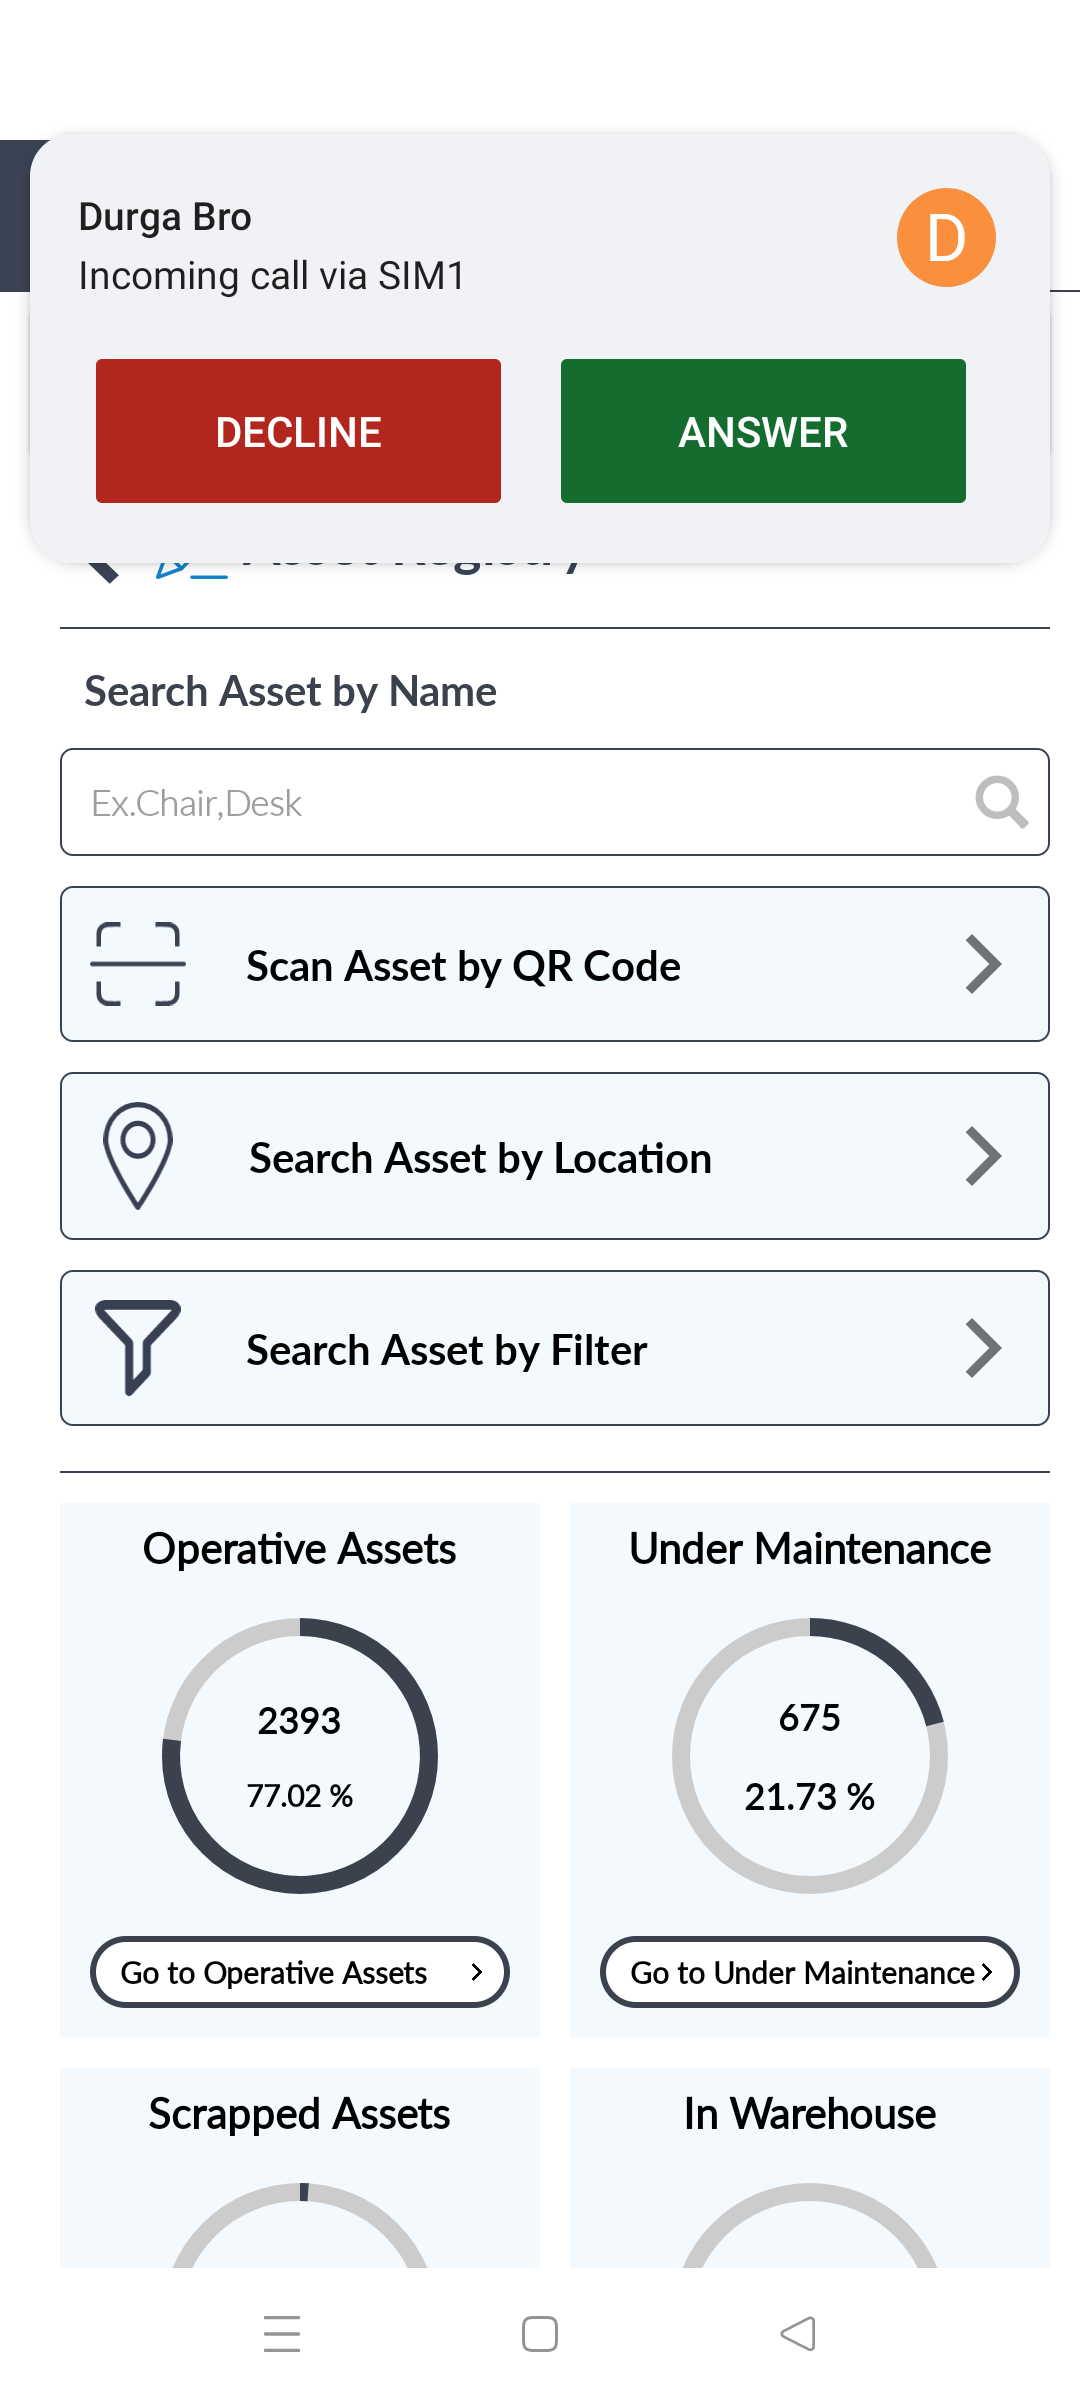 Durga Bro
D
Incoming call via SIM1
DECLINE
ANSWER
Asset Registry
Search Asset by Name
Ex.Chair,Desk
Scan Asset by QR Code
Search Asset by Location
Search Asset by Filter
Operative Assets
2393
77.02 %
Go to Operative Assets
Under Maintenance
675
21.73 %
Go to Under Maintenance
Scrapped Assets
In Warehouse